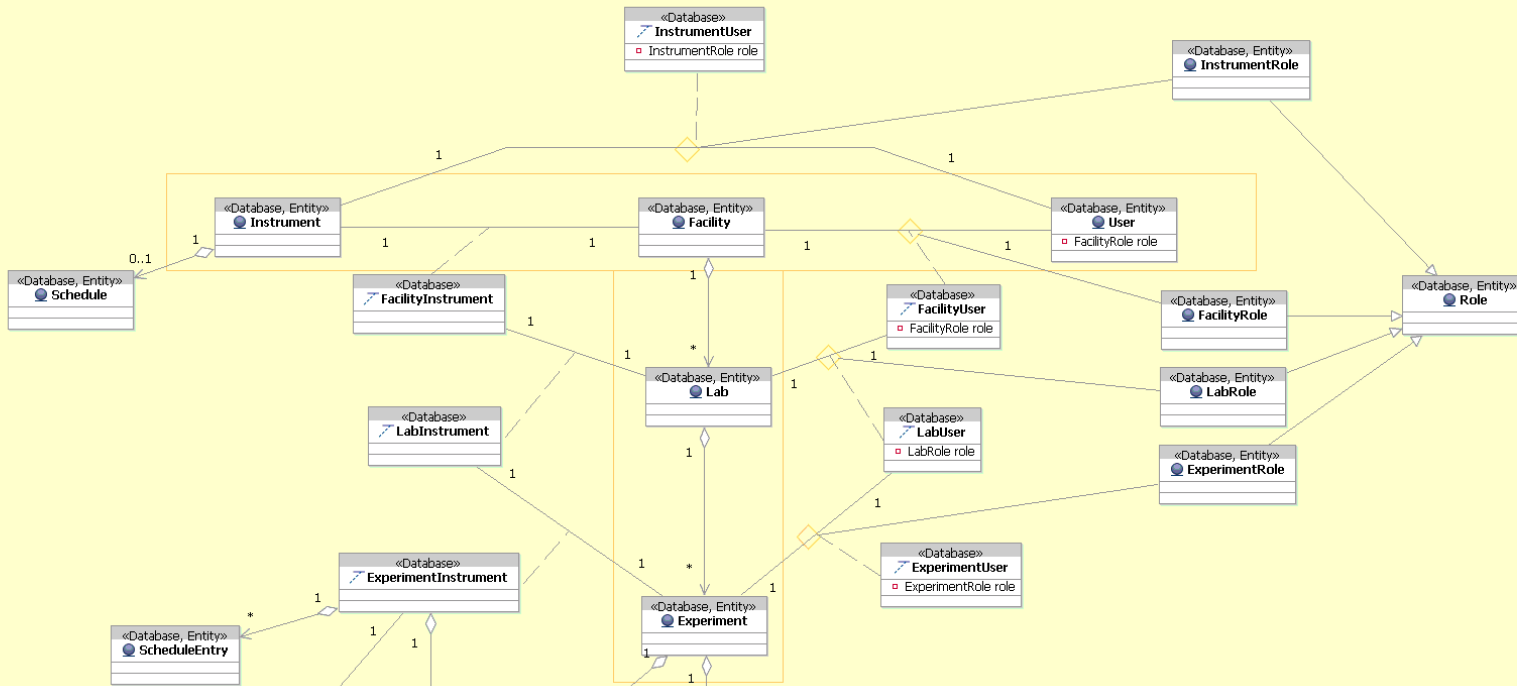 «Database»
InstrumentUser
InstrumentRole role
«Database, Entity»
InstrumentRole
1
1
«Database, Entity»
Instrument
«Database, Entity»
Facility
«Database, Entity»
User
FacilityRole role
1
1
1
1
1
0..1
«Database, Entity»
Schedule
«Database»
FacilityInstrument
1
«Database»
FacilityUser
FacilityRole role
«Database, Entity»
FacilityRole
«Database, Entity»
Role
1
1
*
1
1
«Database, Entity»
Lab
«Database, Entity»
LabRole
«Database»
LabInstrument
«Database»
LabUser
LabRole role
1
1
«Database, Entity»
ExperimentRole
1
«Database»
ExperimentInstrument
1
*
1
«Database»
ExperimentUser
ExperimentRole role
1
*
«Database, Entity»
ScheduleEntry
1
1
«Database, Entity»
Experiment
1
1